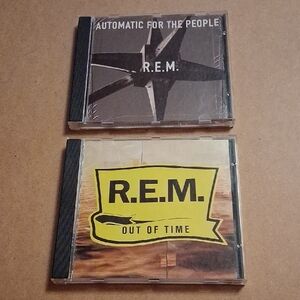 AUTOMATIC FOR THE PEOPLE
R.E.M.
R.E.M.
OUT OF TIME